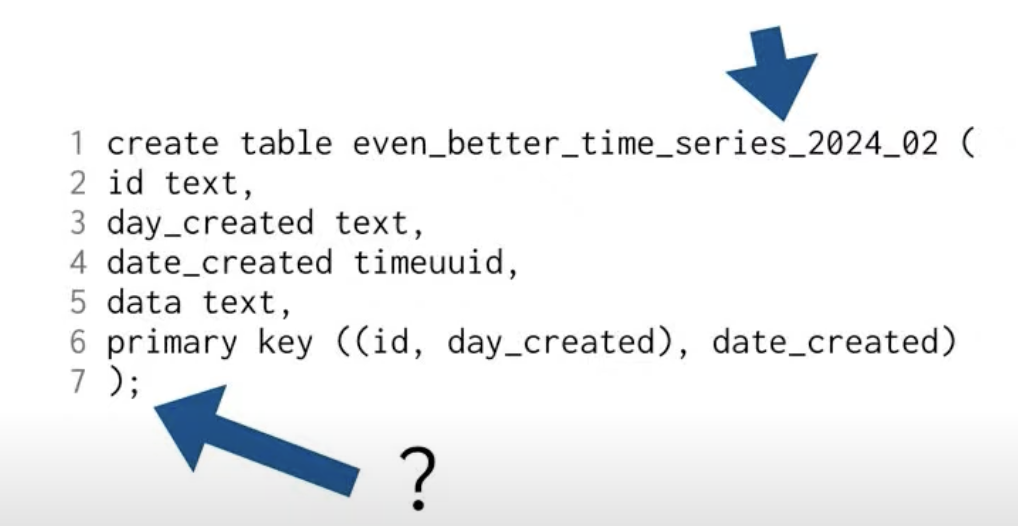 1 create table even_better_time_series_2024_02 (
2 id text,
3 day_created text,
4 date_created timeuuid,
5 data text,
6 primary key ((id, day_created), date_created)
7 );
?